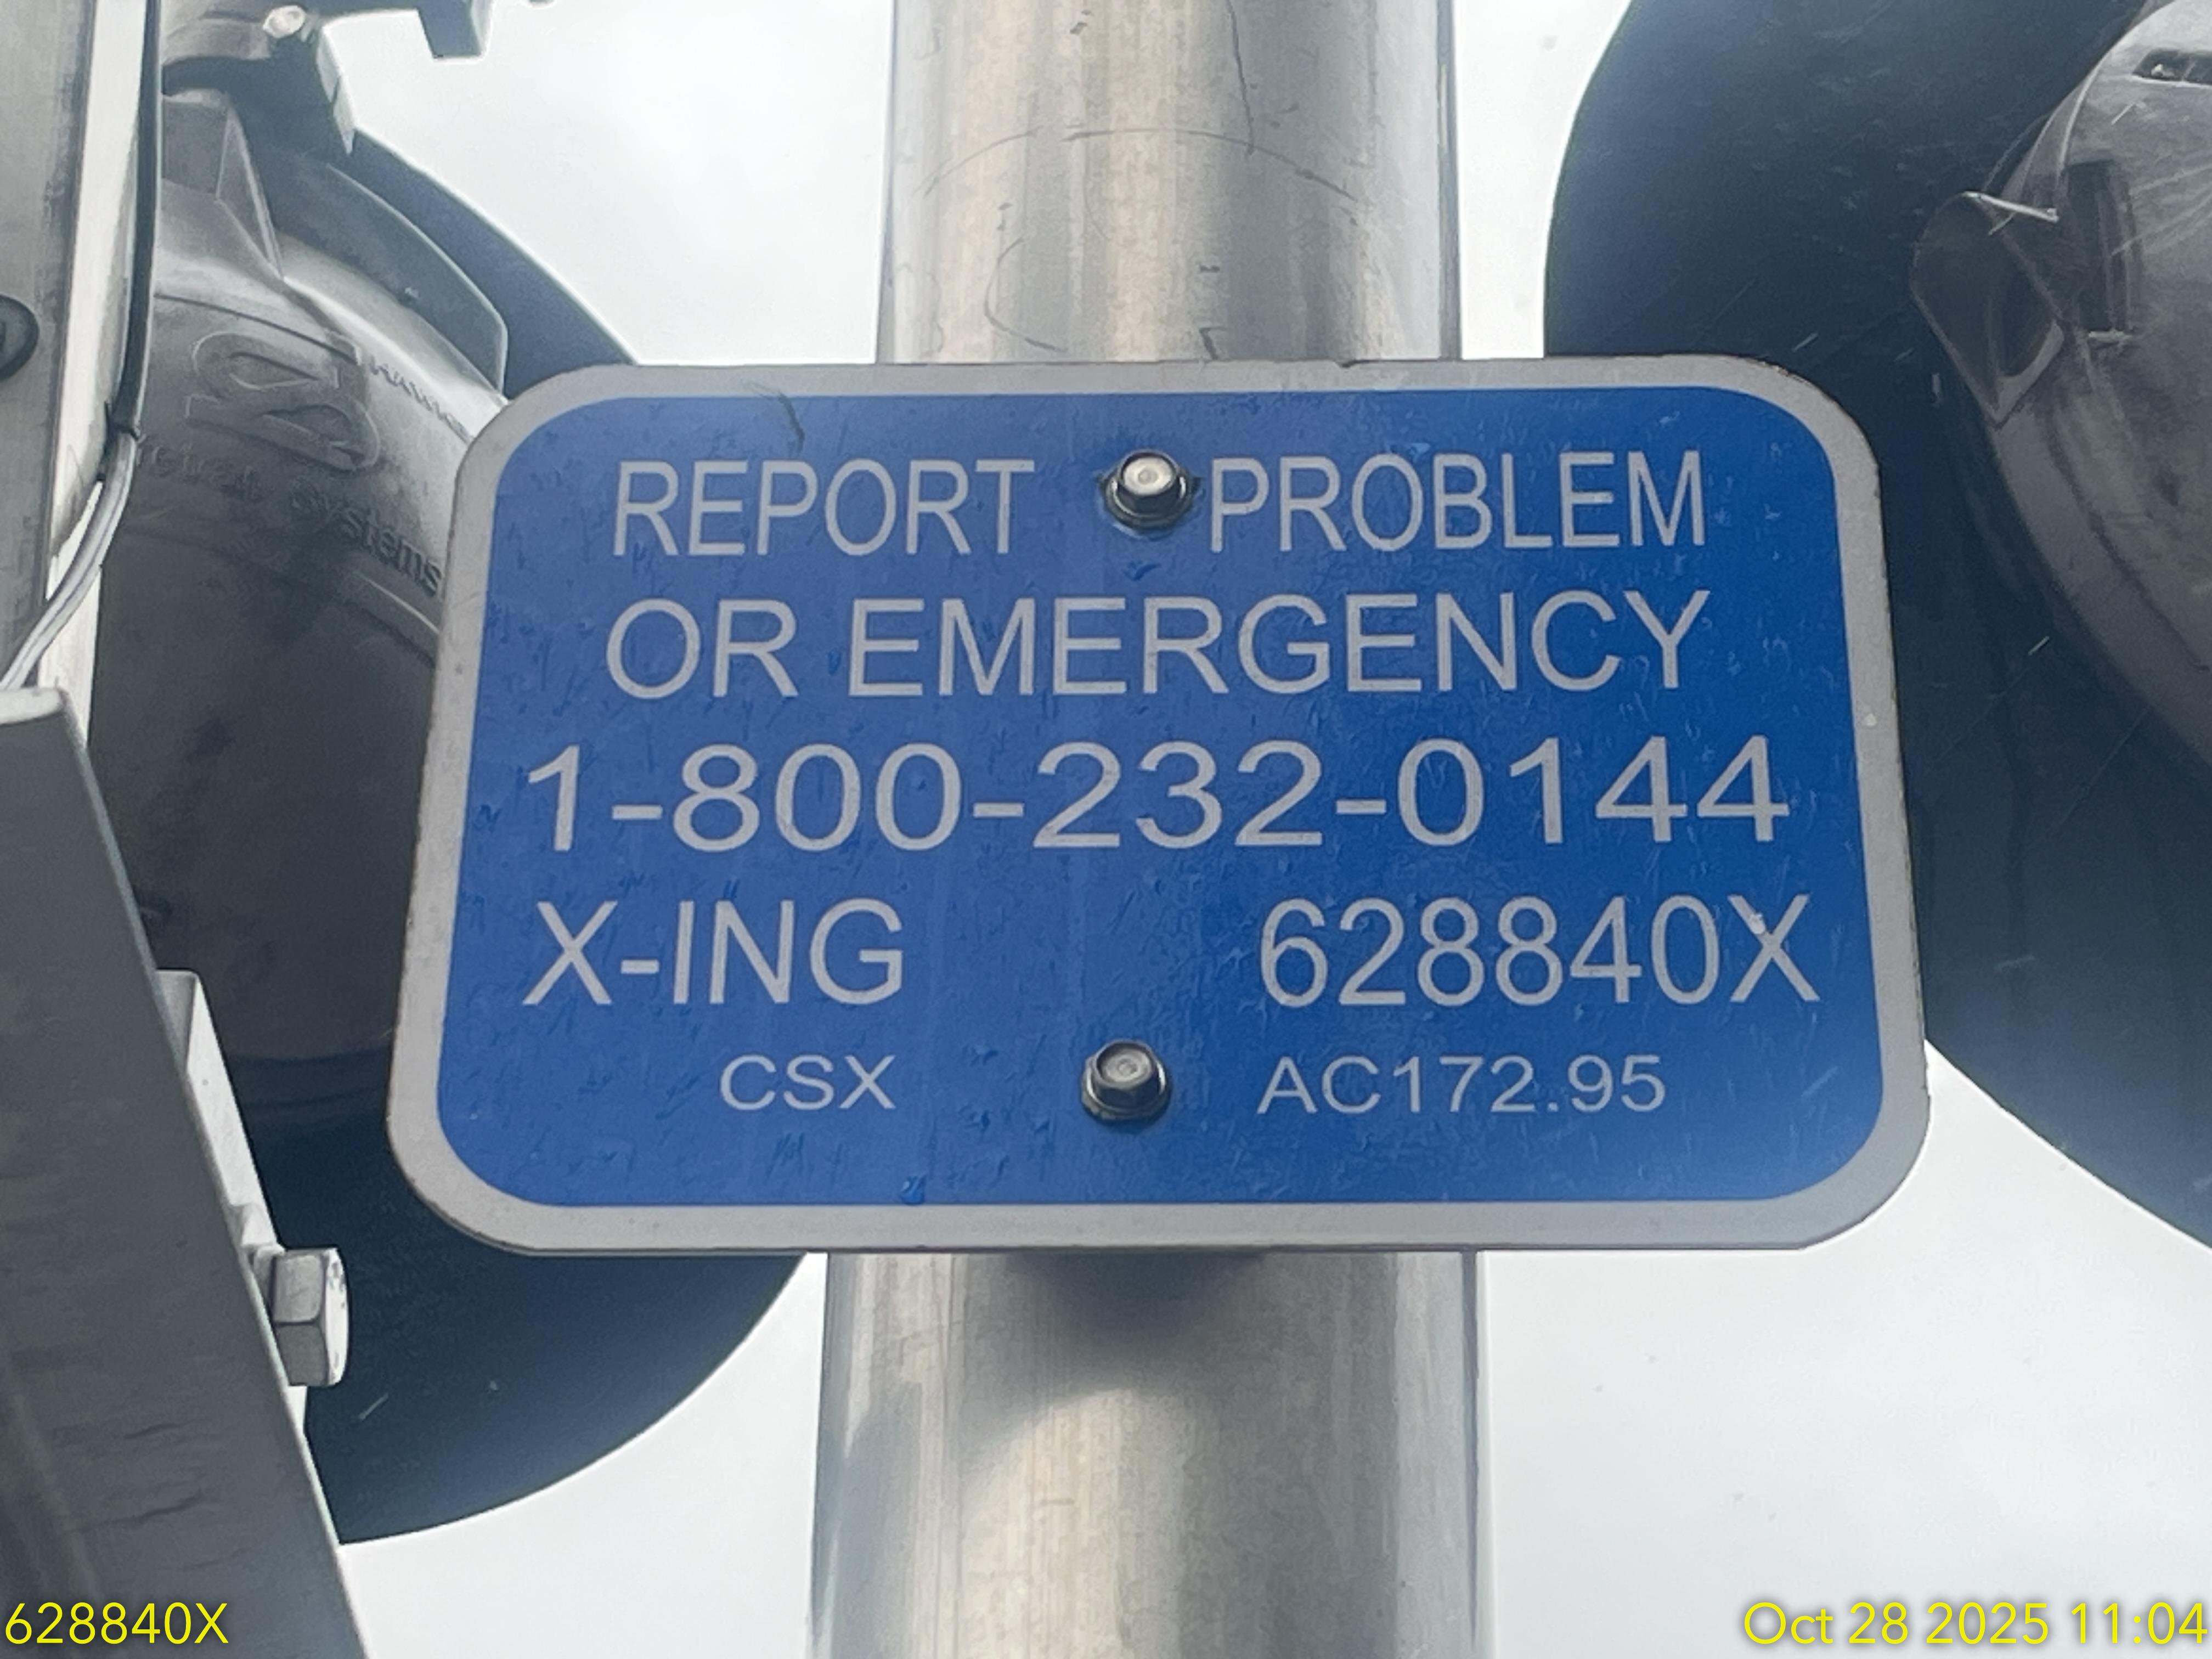 REPORT PROBLEM
OR EMERGENCY
1-800-232-0144
X-ING 628840X
CSX AC172.95
systems
628840X
Oct 28 2025 11:04